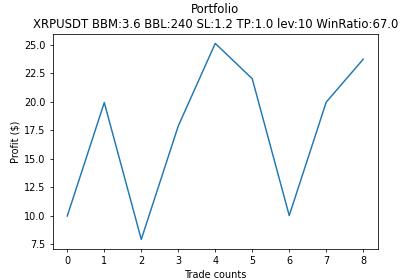 Portfolio
XRPUSDT BBM:3.6 BBL:240 SL:1.2 TP:1.0 lev:10 WinRatio:67.0
25.0
22.5
20.0
17.5
15.0
12.5
10.0
7.5
Profit ($)
0 1 2 3 4 5 6 7 8
Trade counts